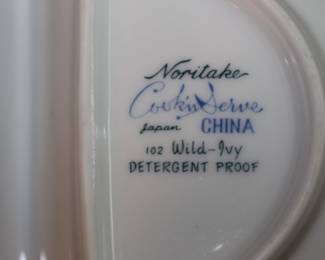 Noritake
Cook'n Serve
Japan CHINA
102 Wild-Ivy
DETERGENT PROOF